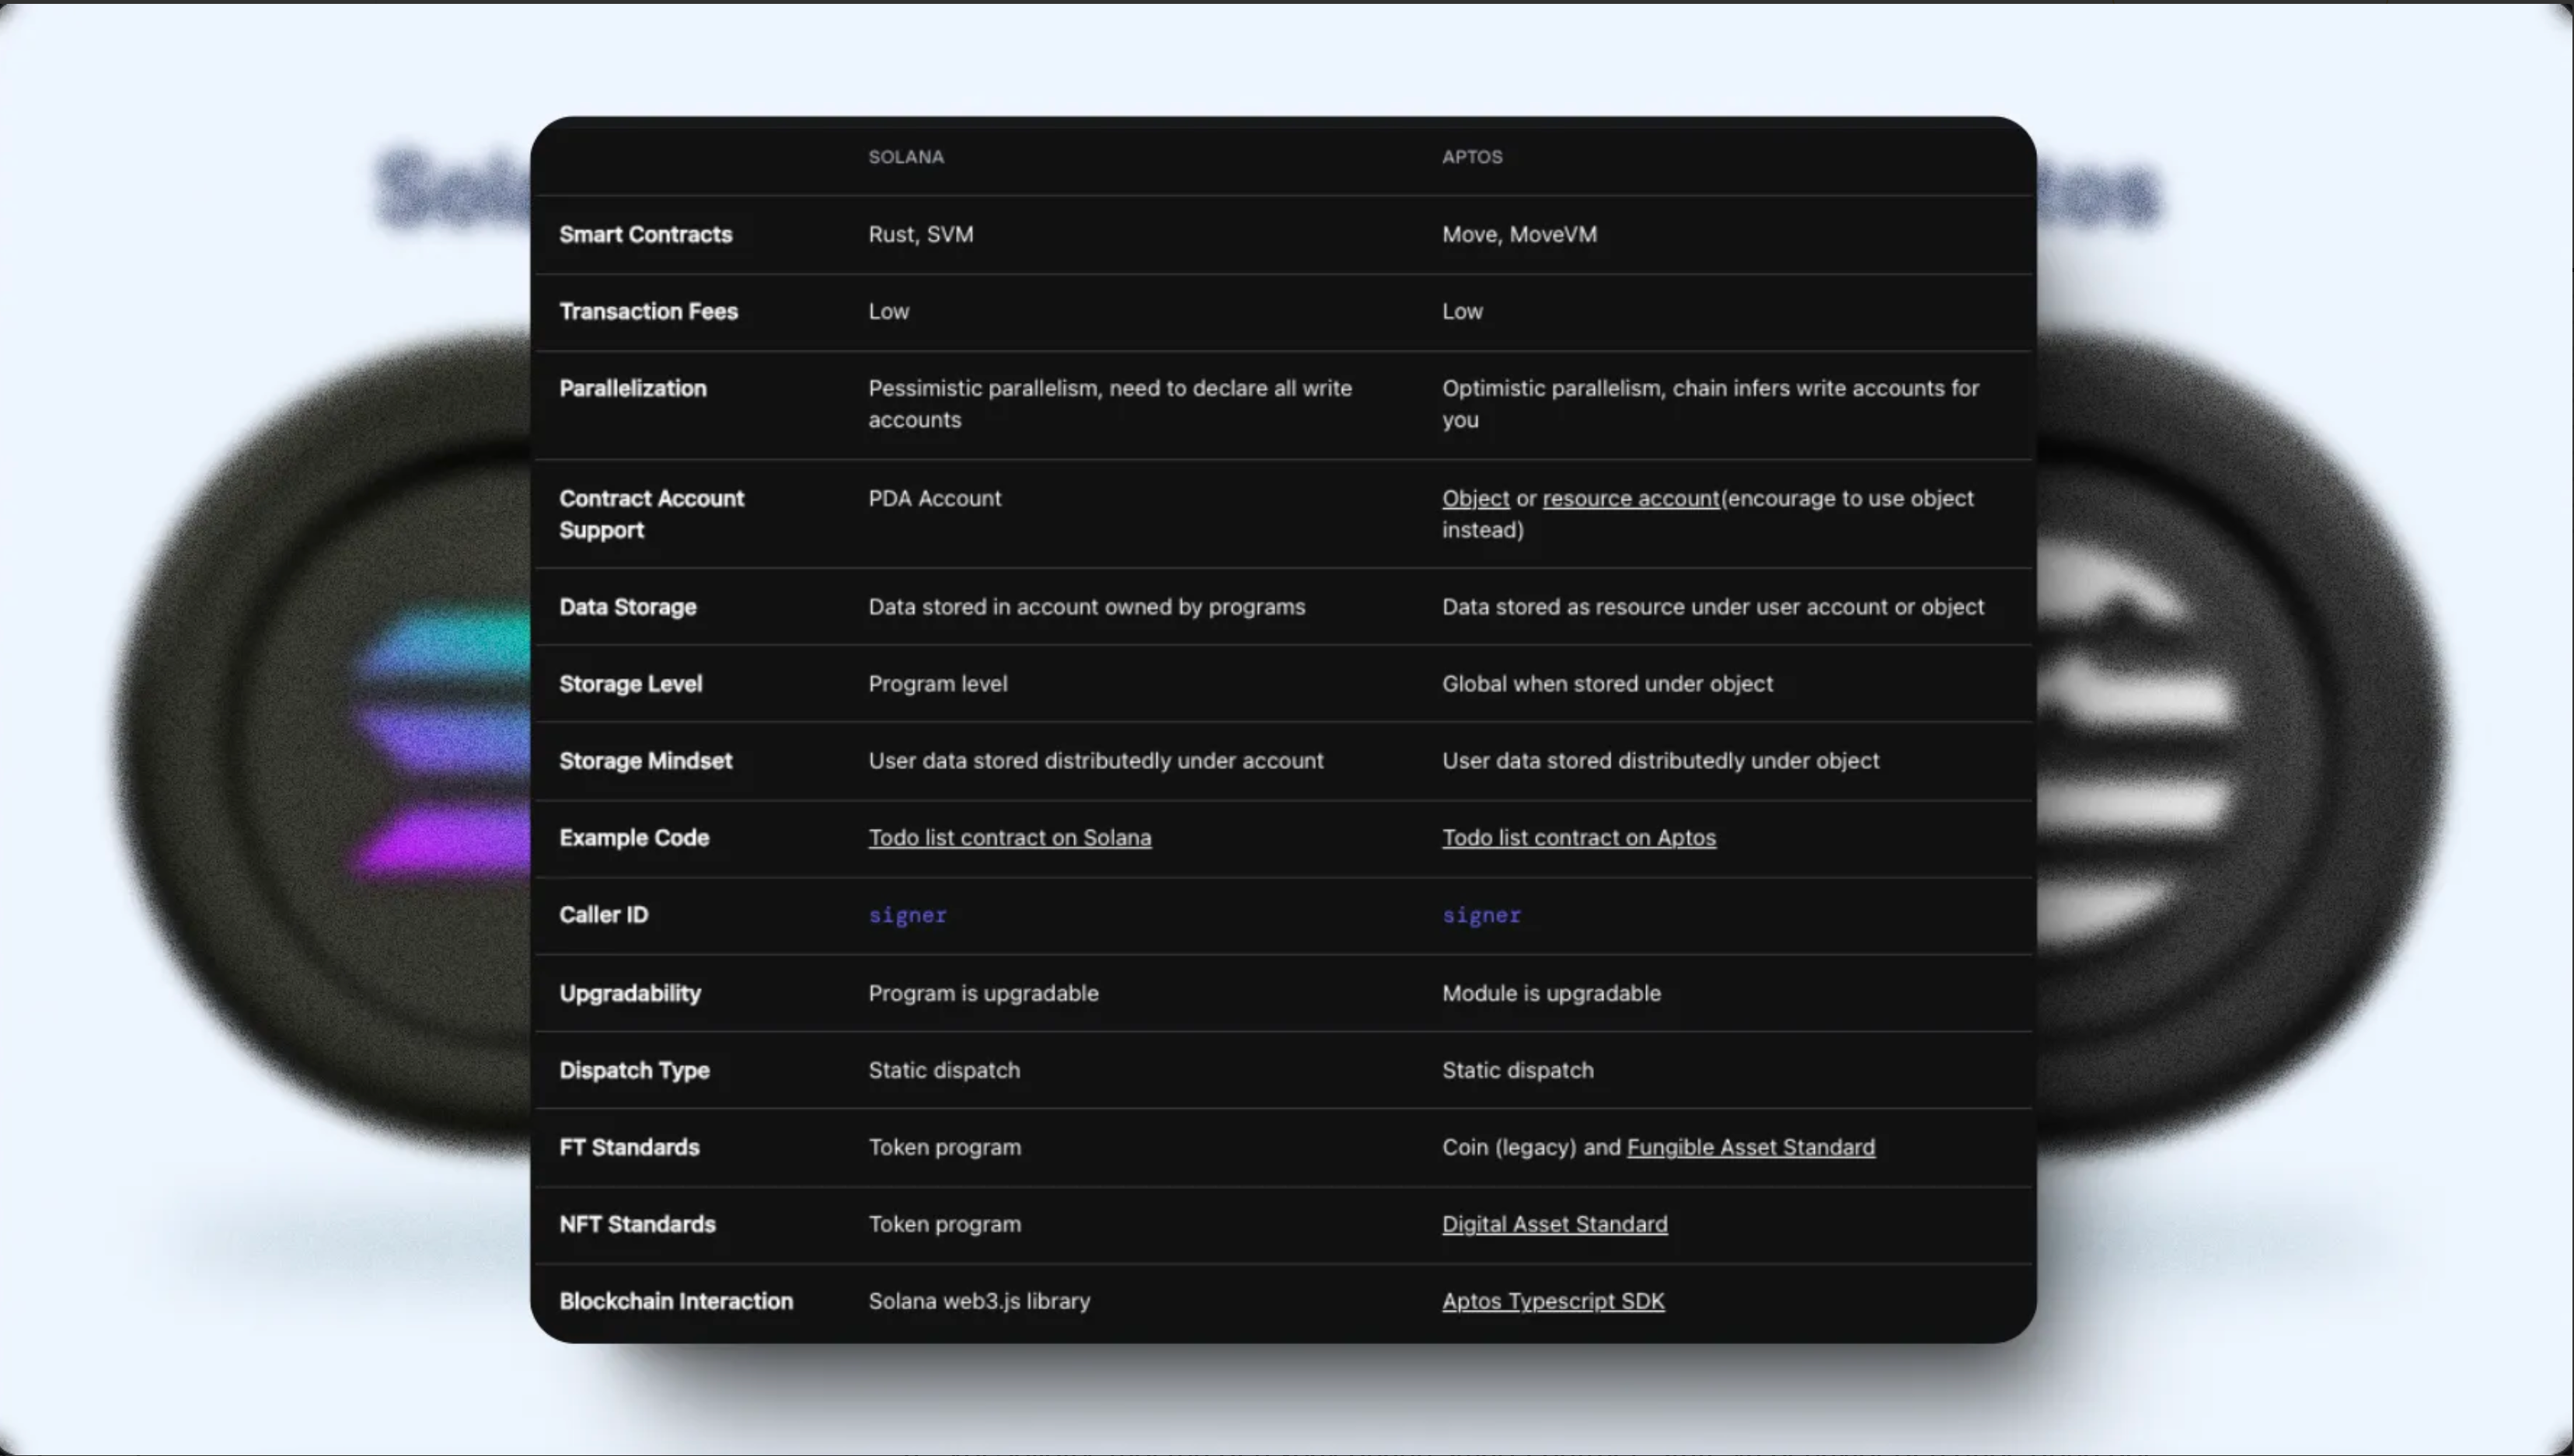 SOLANA APTOS
Smart Contracts Rust, SVM Move, MoveVM
Transaction Fees Low Low
Parallelization Pessimistic parallelism, need to declare all write Optimistic parallelism, chain infers write accounts for
accounts you
Contract Account PDA Account Object or resource account(encourage to use object
Support instead)
Data Storage Data stored in account owned by programs Data stored as resource under user account or object
Storage Level Program level Global when stored under object
Storage Mindset User data stored distributedly under account User data stored distributedly under object
Example Code Todo list contract on Solana Todo list contract on Aptos
Caller ID signer signer
Upgradability Program is upgradable Module is upgradable
Dispatch Type Static dispatch Static dispatch
FT Standards Token program Coin (legacy) and Fungible Asset Standard
NFT Standards Token program Digital Asset Standard
Blockchain Interaction Solana web3.js library Aptos Typescript SDK